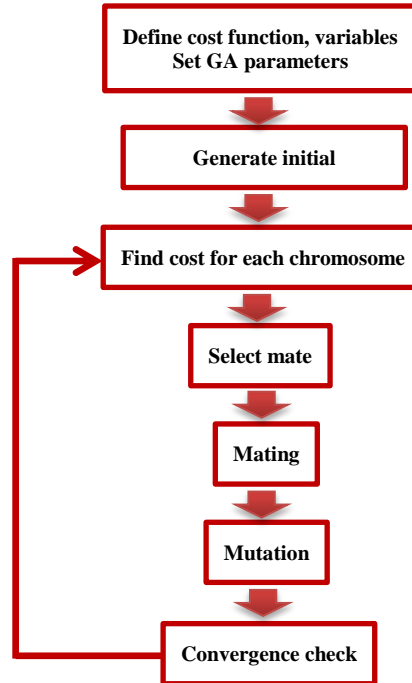 Define cost function, variables
Set GA parameters
Generate initial
Find cost for each chromosome
Select mate
Mating
Mutation
Convergence check